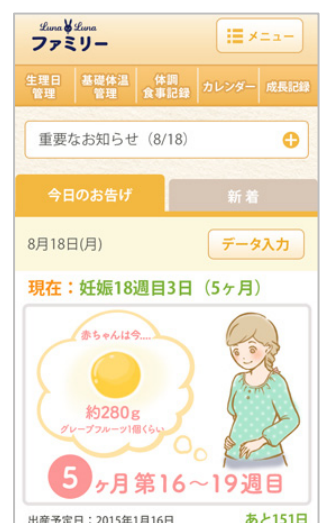 Luna Luna
ファミリー
メニュー
生理日
管理
基礎体温
管理
体調
食事記録
カレンダー
成長記録
重要なお知らせ（8/18）
今日のお告げ
新着
8月18日(月)
データ入力
現在：妊娠18週目3日（5ヶ月）
赤ちゃんは今....
約280g
グレープフルーツ1個くらい
5ヶ月 第16～19週目
出産予定日：2015年1月16日
あと151日